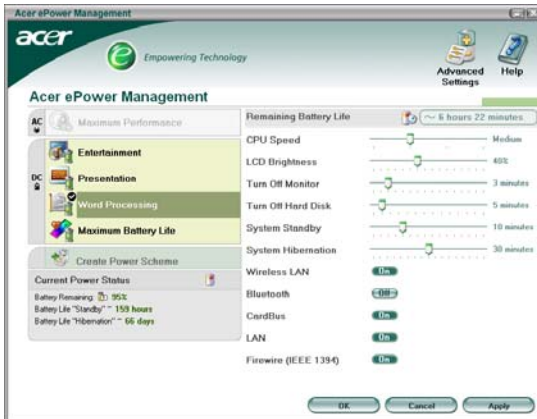 Acer ePower Management
acer
Empowering Technology
Advanced Settings
Help
Acer ePower Management
AC
Maximum Performance
DC
Entertainment
Presentation
Word Processing
Maximum Battery Life
Create Power Scheme
Current Power Status
Battery Remaining: 95%
Battery Life "Standby" ~ 159 hours
Battery Life "Hibernation" ~ 66 days
Remaining Battery Life ~ 6 hours 22 minutes
CPU Speed Medium
LCD Brightness 40%
Turn Off Monitor 3 minutes
Turn Off Hard Disk 5 minutes
System Standby 10 minutes
System Hibernation 30 minutes
Wireless LAN On
Bluetooth Off
CardBus On
LAN On
Firewire (IEEE 1394) On
OK Cancel Apply